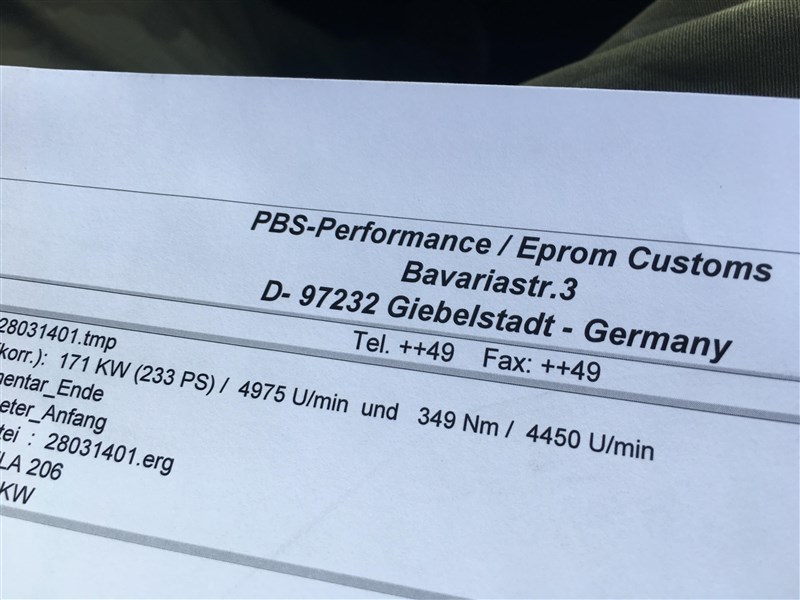 PBS-Performance / Eprom Customs
Bavariastr.3
D- 97232 Giebelstadt - Germany
Tel. ++49 Fax: ++49
28031401.tmp
korr.): 171 KW (233 PS) / 4975 U/min und 349 Nm / 4450 U/min
mentar_Ende
eter_Anfang
tei : 28031401.erg
LA 206
KW